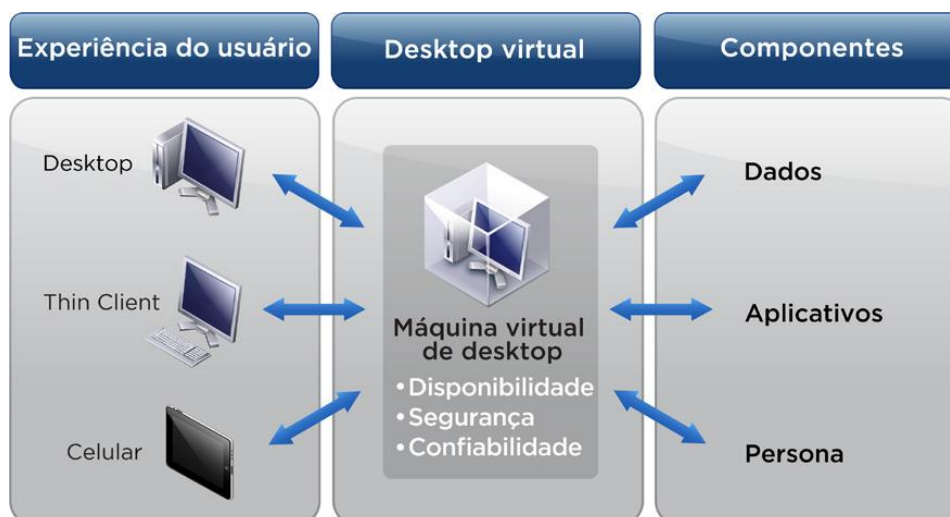 Experiência do usuário
Desktop virtual
Componentes
Desktop
Thin Client
Celular
Máquina virtual
de desktop
•Disponibilidade
•Segurança
•Confiabilidade
Dados
Aplicativos
Persona